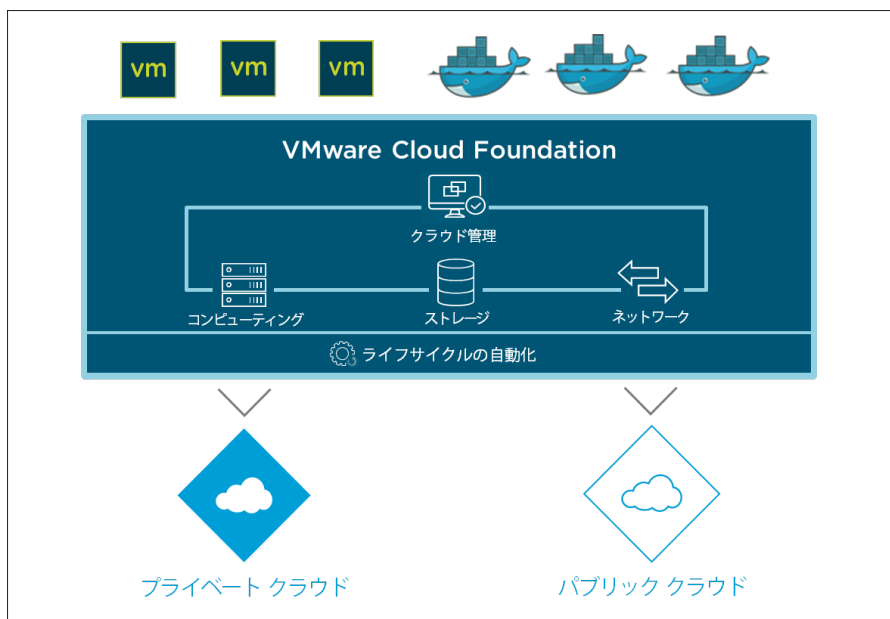 vm vm vm
VMware Cloud Foundation
クラウド管理
コンピューティング ストレージ ネットワーク
ライフサイクルの自動化
プライベート クラウド パブリック クラウド